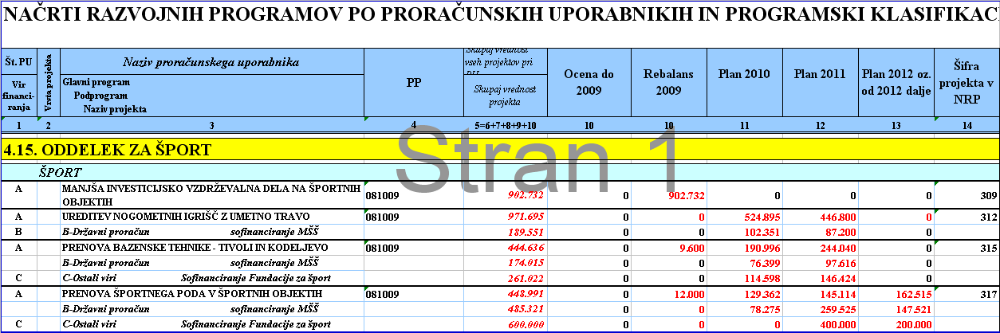 NAČRTI RAZVOJNIH PROGRAMOV PO PRORAČUNSKIH UPORABNIKIH IN PROGRAMSKI KLASIFIKACI
Št. PU Vrsta projekta Naziv proračunskega uporabnika PP Skupaj vrednost vseh projektov pri PU Ocena do 2009 Rebalans 2009 Plan 2010 Plan 2011 Plan 2012 oz. od 2012 dalje Šifra projekta v NRP
Vir financi-ranja Glavni program Podprogram Naziv projekta Skupaj vrednost projekta
1 2 3 4 5=6+7+8+9+10 10 10 11 12 13 14
4.15. ODDELEK ZA ŠPORT
Stran 1
ŠPORT
A MANJŠA INVESTICIJSKO VZDRŽEVALNA DELA NA ŠPORTNIH OBJEKTIH 081009 902.732 0 902.732 0 0 0 309
A UREDITEV NOGOMETNIH IGRIŠČ Z UMETNO TRAVO 081009 971.695 0 0 524.895 446.800 0 312
B B-Državni proračun sofinanciranje MŠŠ 189.551 0 0 102.351 87.200 0
A PRENOVA BAZENSKE TEHNIKE - TIVOLI IN KODELJEVO 081009 444.636 0 9.600 190.996 244.040 0 315
B-Državni proračun sofinanciranje MŠŠ 174.015 0 0 76.399 97.616 0
C C-Ostali viri Sofinanciranje Fundacije za šport 261.022 0 0 114.598 146.424 0
A PRENOVA ŠPORTNEGA PODA V ŠPORTNIH OBJEKTIH 081009 448.991 0 12.000 129.362 145.114 162.515 317
B-Državni proračun sofinanciranje MŠŠ 485.321 0 0 78.275 259.525 147.521
C C-Ostali viri Sofinanciranje Fundacije za šport 600.000 0 0 0 400.000 200.000